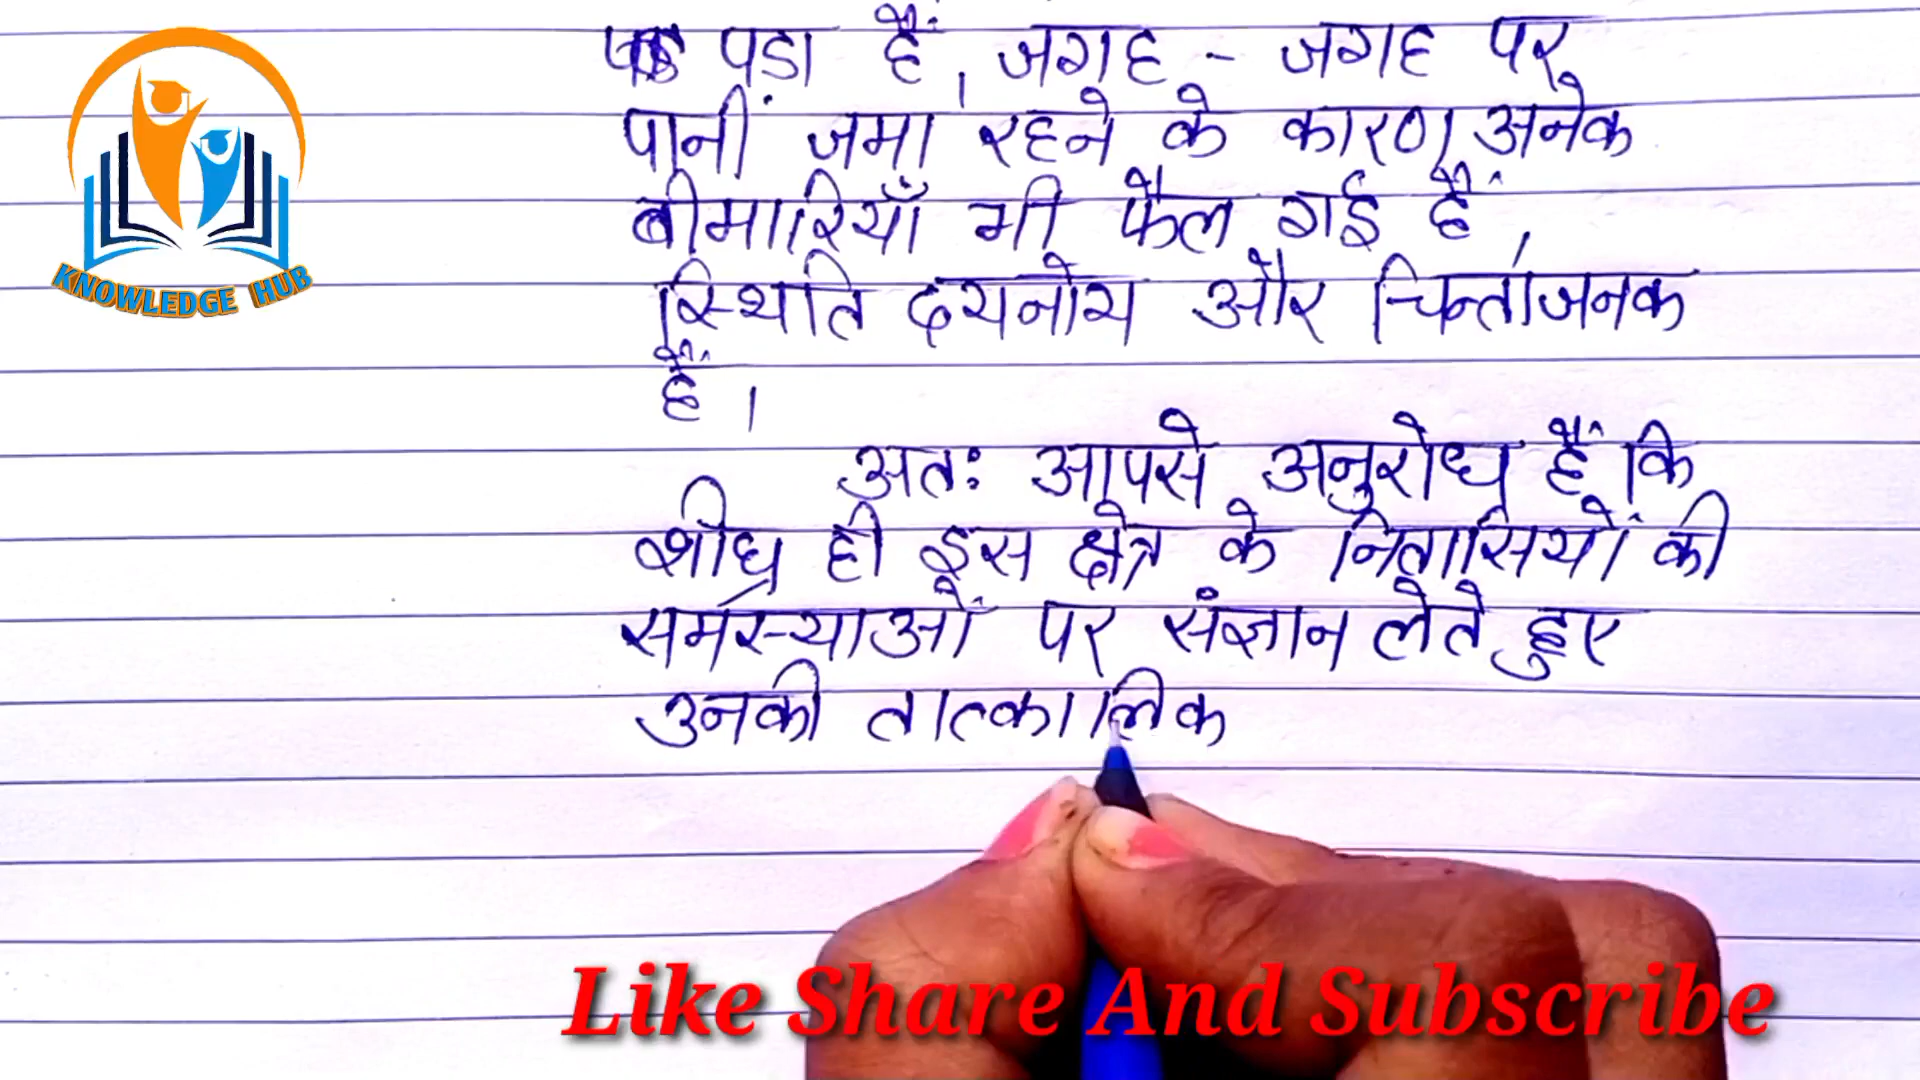 पड़ा हैं, जगह - जगह पर
पानीं जमा रहने के कारण अनेक
बीमारियाँ भी फैल गई हैं,
स्थिति दयनीय और चिन्ताजनक
हैं।
अतः आपसे अनुरोध हैं कि
शीघ्र ही इस क्षेत्र के निवासियों की
समस्याओं पर संज्ञान लेते हुए
उनकी तात्कालिक
KNOWLEDGE HUB
Like Share And Subscribe